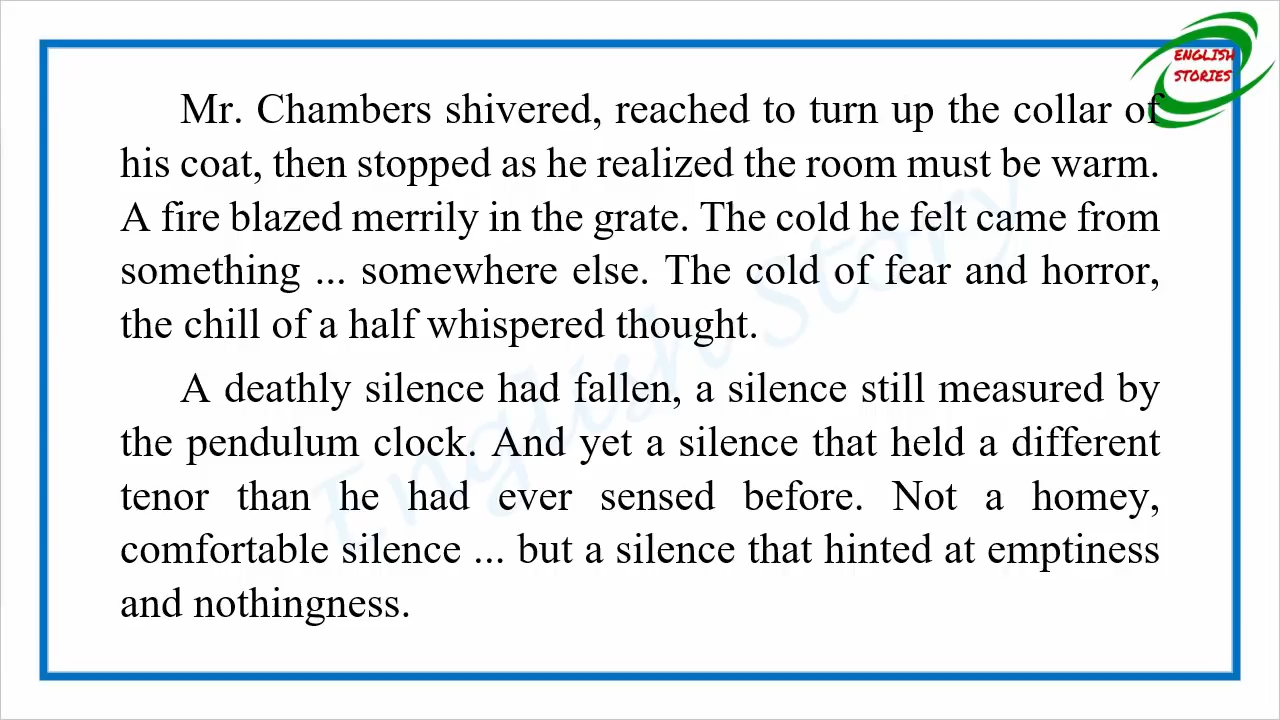 ENGLISH
STORIES
Mr. Chambers shivered, reached to turn up the collar of
his coat, then stopped as he realized the room must be warm.
A fire blazed merrily in the grate. The cold he felt came from
something ... somewhere else. The cold of fear and horror,
the chill of a half whispered thought.
A deathly silence had fallen, a silence still measured by
the pendulum clock. And yet a silence that held a different
tenor than he had ever sensed before. Not a homey,
comfortable silence ... but a silence that hinted at emptiness
and nothingness.
English Story